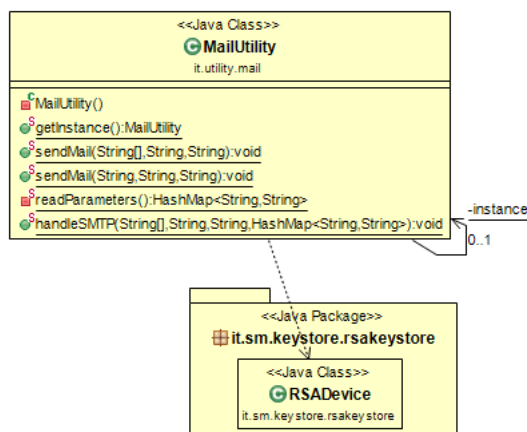 <<Java Class>>
MailUtility
it.utility.mail
MailUtility()
getInstance():MailUtility
sendMail(String[],String,String):void
sendMail(String,String,String):void
readParameters():HashMap<String,String>
handleSMTP(String[],String,String,HashMap<String,String>):void
-instance
0..1
<<Java Package>>
it.sm.keystore.rsakeystore
<<Java Class>>
RSADevice
it.sm.keystore.rsakeystore